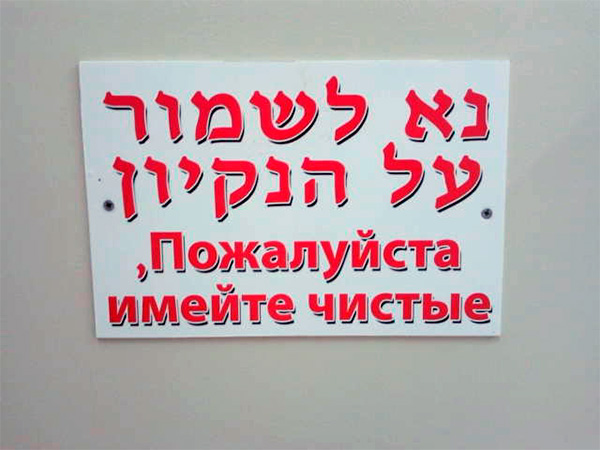 נא לשמור
על הנקיון
,Пожалуйста
имейте чистые